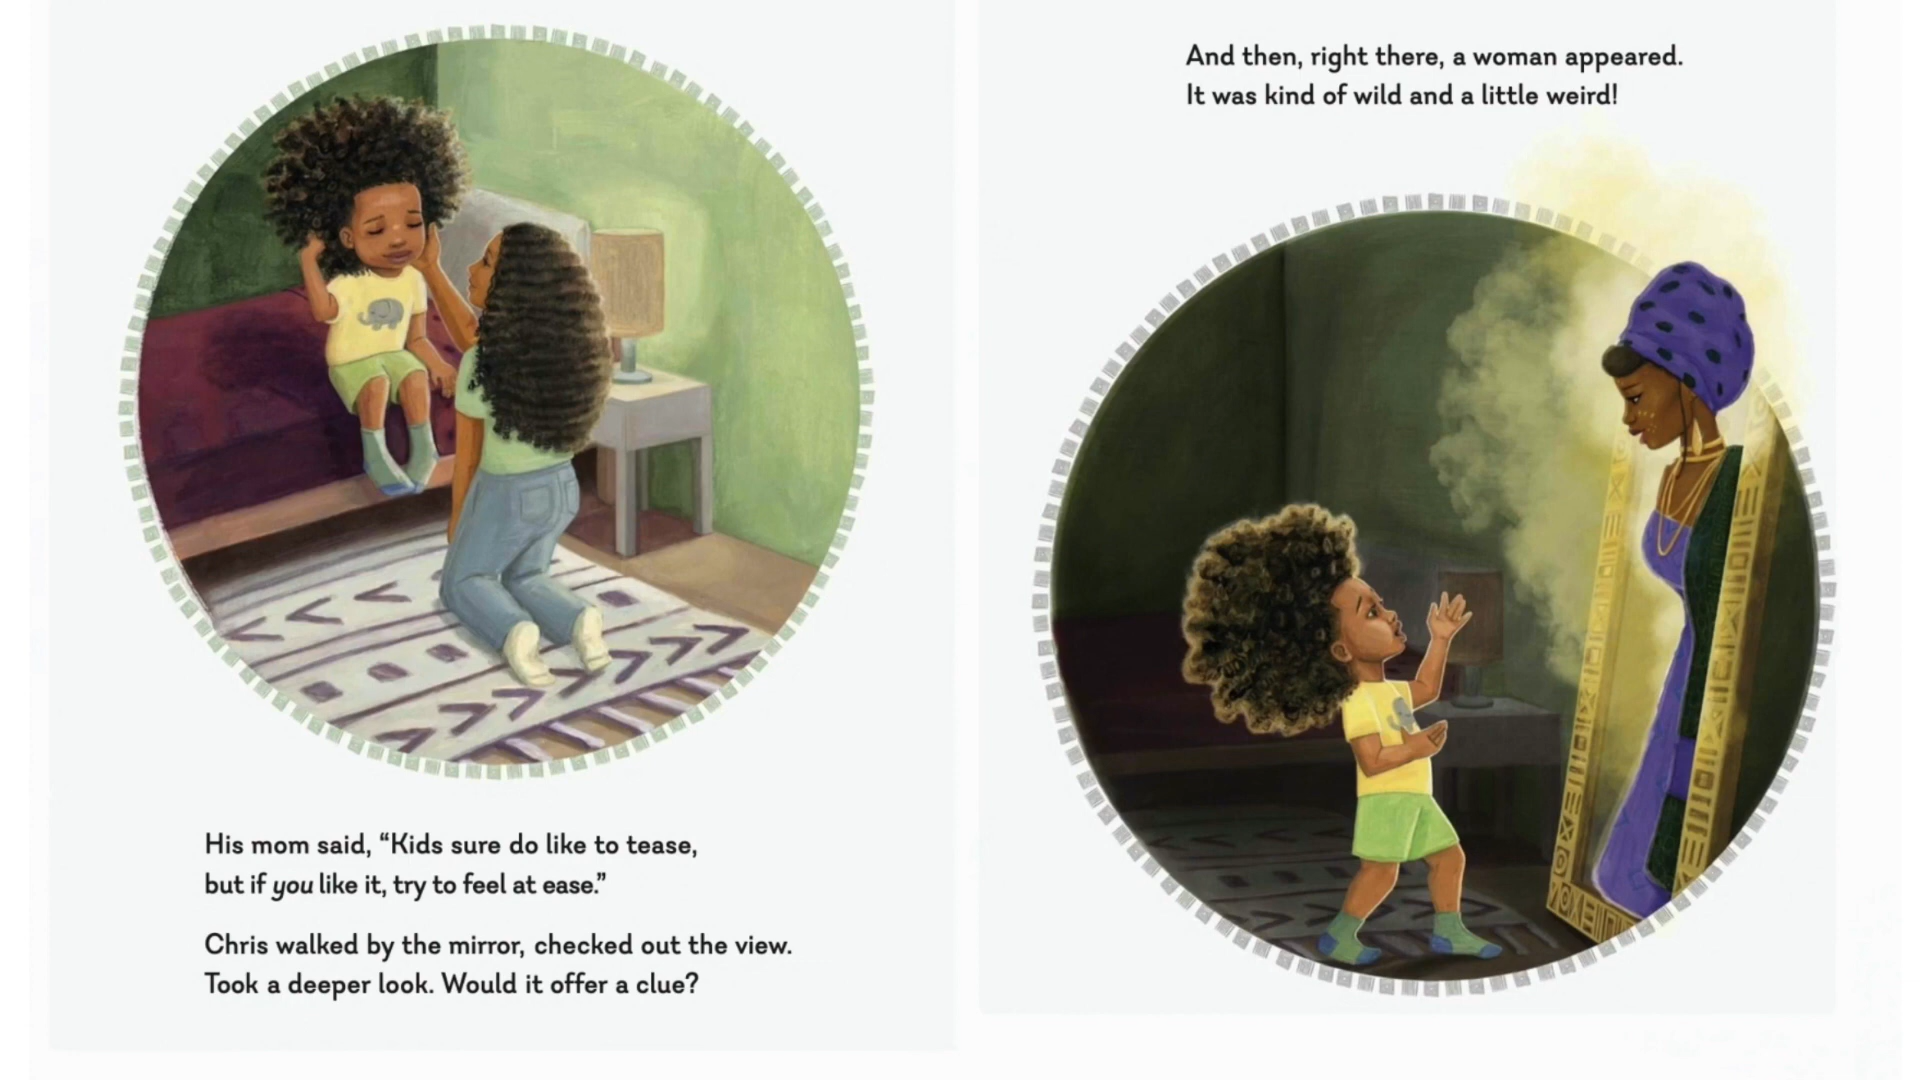 His mom said, “Kids sure do like to tease,
but if you like it, try to feel at ease.”
Chris walked by the mirror, checked out the view.
Took a deeper look. Would it offer a clue?
And then, right there, a woman appeared.
It was kind of wild and a little weird!